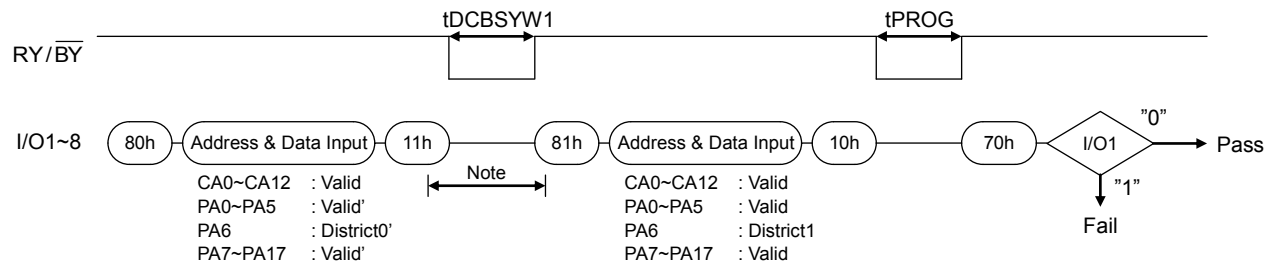 tDCBSYW1 tPROG
RY/BY
I/O1~8 80h Address & Data Input 11h 81h Address & Data Input 10h 70h I/O1 ”0” Pass
Note ”1”
CA0~CA12 : Valid CA0~CA12 : Valid
PA0~PA5 : Valid’ PA0~PA5 : Valid Fail
PA6 : District0’ PA6 : District1
PA7~PA17 : Valid’ PA7~PA17 : Valid